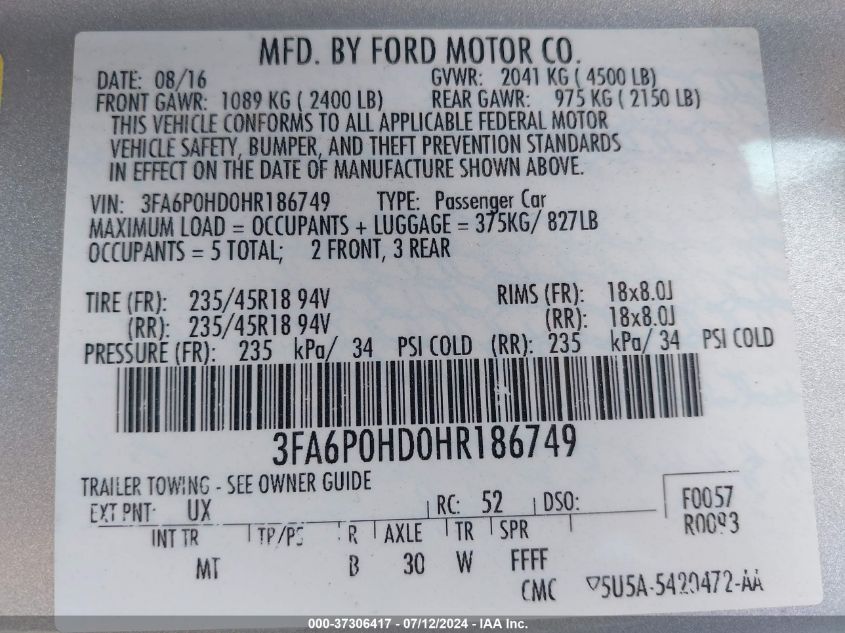 MFD. BY FORD MOTOR CO.
DATE: 08/16 GVWR: 2041 KG ( 4500 LB)
FRONT GAWR: 1089 KG ( 2400 LB) REAR GAWR: 975 KG ( 2150 LB)
THIS VEHICLE CONFORMS TO ALL APPLICABLE FEDERAL MOTOR
VEHICLE SAFETY, BUMPER, AND THEFT PREVENTION STANDARDS
IN EFFECT ON THE DATE OF MANUFACTURE SHOWN ABOVE.
VIN: 3FA6P0HD0HR186749 TYPE: Passenger Car
MAXIMUM LOAD = OCCUPANTS + LUGGAGE = 375KG/ 827LB
OCCUPANTS = 5 TOTAL; 2 FRONT, 3 REAR
TIRE (FR): 235/45R18 94V RIMS (FR): 18x8.0J
(RR): 235/45R18 94V (RR): 18x8.0J
PRESSURE (FR): 235 kPa/ 34 PSI COLD (RR): 235 kPa/ 34 PSI COLD
3FA6P0HD0HR186749
TRAILER TOWING - SEE OWNER GUIDE
EXT PNT: UX RC: 52 DSO: F0057
R0093
INT TR TP/PS R AXLE TR SPR
MT B 30 W FFFF
CMC ▽5U5A-5420472-AA
000-37306417 - 07/12/2024 - IAA Inc.